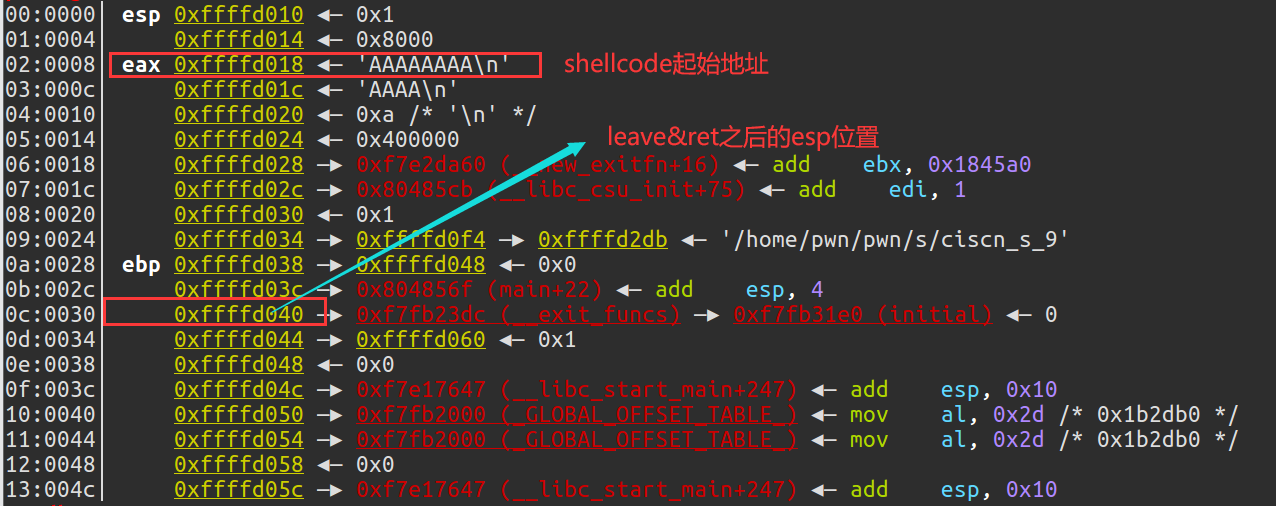 00:0000│ esp 0xffffd010 ◂— 0x1
01:0004│ 0xffffd014 ◂— 0x8000
02:0008│ eax 0xffffd018 ◂— 'AAAAAAAA\n' shellcode起始地址
03:000c│ 0xffffd01c ◂— 'AAAA\n'
04:0010│ 0xffffd020 ◂— 0xa /* '\n' */
05:0014│ 0xffffd024 ◂— 0x400000 leave&ret之后的esp位置
06:0018│ 0xffffd028 —▸ 0xf7e2da60 (__new_exitfn+16) ◂— add ebx, 0x1845a0
07:001c│ 0xffffd02c —▸ 0x80485cb (__libc_csu_init+75) ◂— add edi, 1
08:0020│ 0xffffd030 ◂— 0x1
09:0024│ 0xffffd034 —▸ 0xffffd0f4 —▸ 0xffffd2db ◂— '/home/pwn/pwn/s/ciscn_s_9'
0a:0028│ ebp 0xffffd038 —▸ 0xffffd048 ◂— 0x0
0b:002c│ 0xffffd03c —▸ 0x804856f (main+22) ◂— add esp, 4
0c:0030│ 0xffffd040 —▸ 0xf7fb23dc (__exit_funcs) —▸ 0xf7fb31e0 (initial) ◂— 0
0d:0034│ 0xffffd044 —▸ 0xffffd060 ◂— 0x1
0e:0038│ 0xffffd048 ◂— 0x0
0f:003c│ 0xffffd04c —▸ 0xf7e17647 (__libc_start_main+247) ◂— add esp, 0x10
10:0040│ 0xffffd050 —▸ 0xf7fb2000 (_GLOBAL_OFFSET_TABLE_) ◂— mov al, 0x2d /* 0x1b2db0 */
11:0044│ 0xffffd054 —▸ 0xf7fb2000 (_GLOBAL_OFFSET_TABLE_) ◂— mov al, 0x2d /* 0x1b2db0 */
12:0048│ 0xffffd058 ◂— 0x0
13:004c│ 0xffffd05c —▸ 0xf7e17647 (__libc_start_main+247) ◂— add esp, 0x10